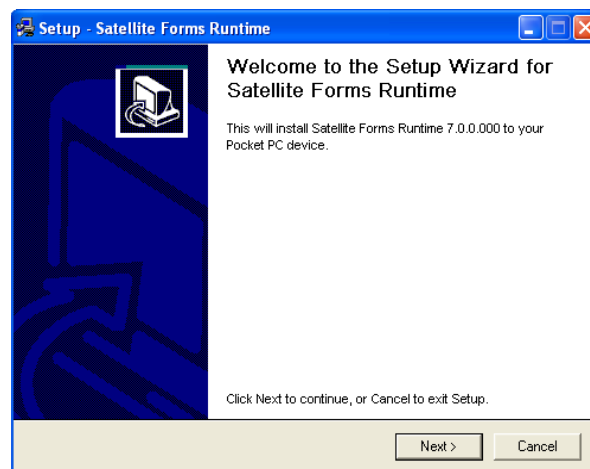 Setup - Satellite Forms Runtime
Welcome to the Setup Wizard for
Satellite Forms Runtime
This will install Satellite Forms Runtime 7.0.0.000 to your
Pocket PC device.
Click Next to continue, or Cancel to exit Setup.
Next >
Cancel